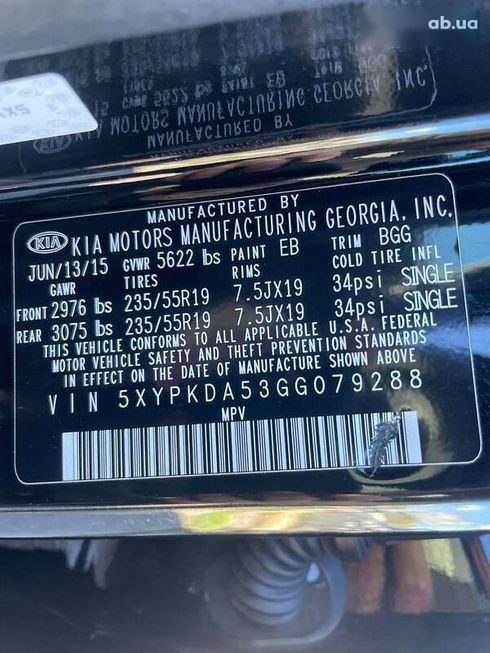 ab.ua
MANUFACTURED BY
KIA KIA MOTORS MANUFACTURING GEORGIA, INC.
JUN/13/15 GVWR 5622 lbs PAINT EB TRIM BGG
GAWR TIRES RIMS COLD TIRE INFL
FRONT 2976 lbs 235/55R19 7.5JX19 34psi SINGLE
REAR 3075 lbs 235/55R19 7.5JX19 34psi SINGLE
THIS VEHICLE CONFORMS TO ALL APPLICABLE U.S.A. FEDERAL
MOTOR VEHICLE SAFETY AND THEFT PREVENTION STANDARDS
IN EFFECT ON THE DATE OF MANUFACTURE SHOWN ABOVE
VIN 5XYPKDA53GG079288
MPV